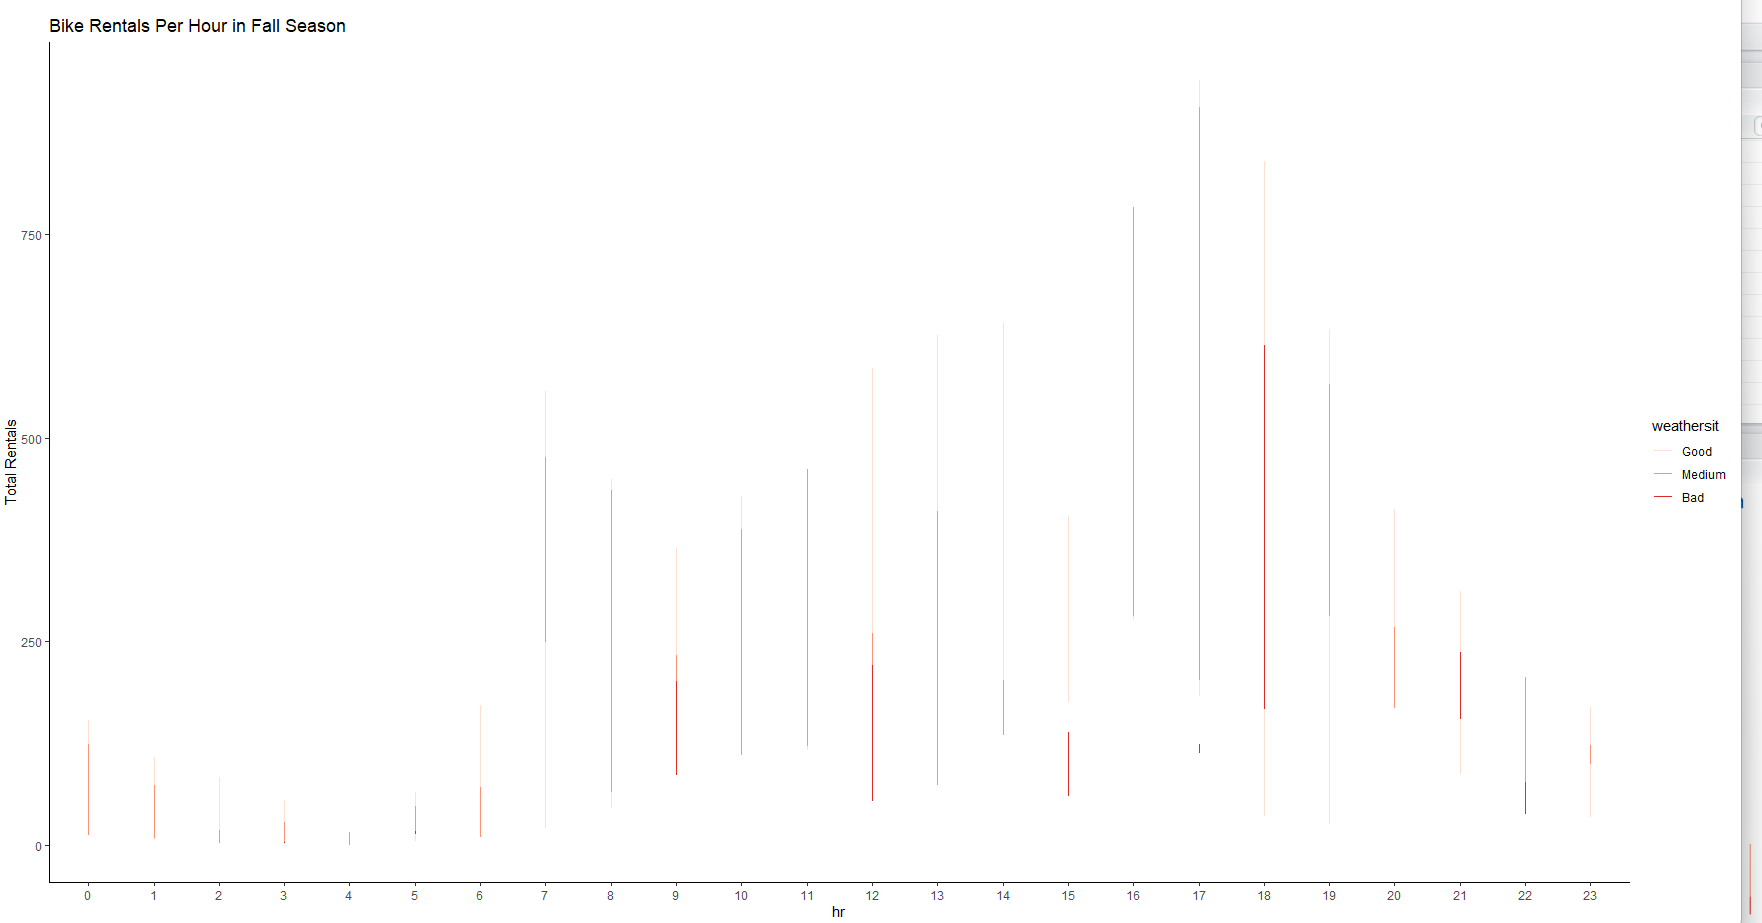 Bike Rentals Per Hour in Fall Season
Total Rentals
750
500
250
0
0 1 2 3 4 5 6 7 8 9 10 11 12 13 14 15 16 17 18 19 20 21 22 23
hr
weathersit
Good
Medium
Bad